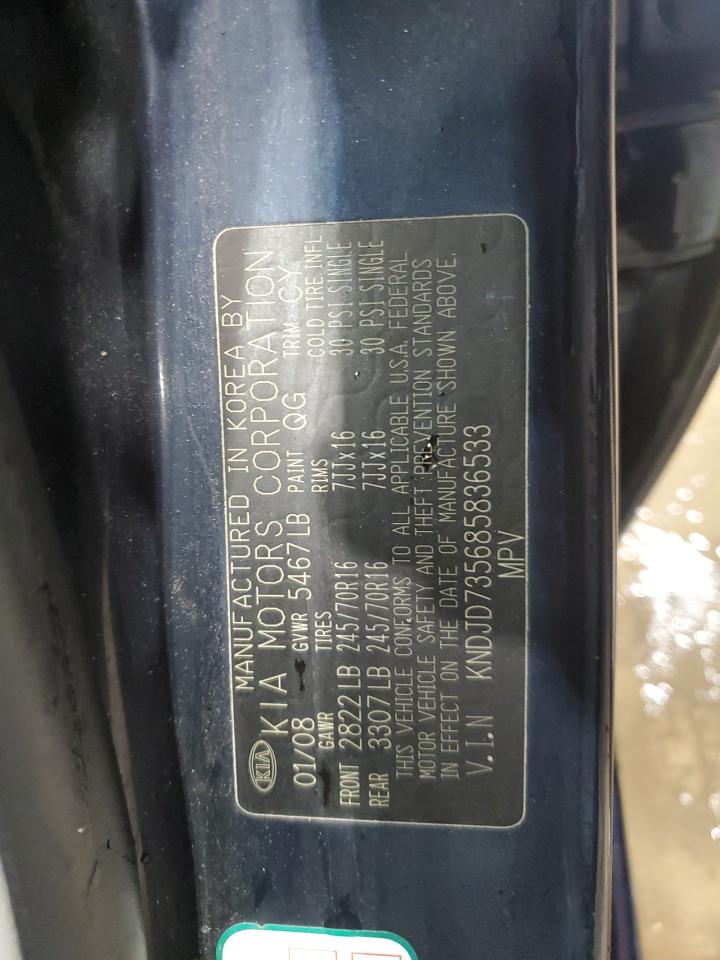 MANUFACTURED IN KOREA BY
KIA KIA MOTORS CORPORATION
01/08 GVWR 5467LB PAINT QG TRIM CY
GAWR TIRES RIMS COLD TIRE INFL
FRONT 2822LB 245/70R16 7JJx16 30 PSI SINGLE
REAR 3307LB 245/70R16 7JJx16 30 PSI SINGLE
THIS VEHICLE CONFORMS TO ALL APPLICABLE U.S.A. FEDERAL
MOTOR VEHICLE SAFETY AND THEFT PREVENTION STANDARDS
IN EFFECT ON THE DATE OF MANUFACTURE SHOWN ABOVE.
V.I.N KNDJD735685836533
MPV